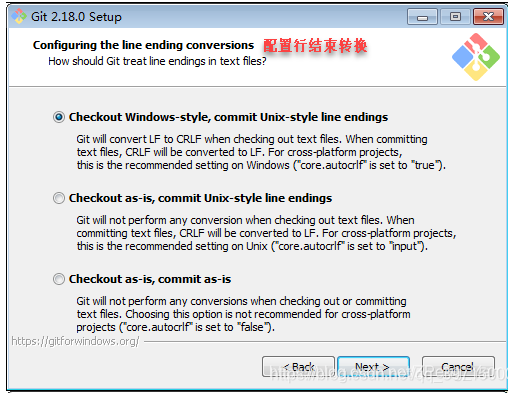 Git 2.18.0 Setup
Configuring the line ending conversions 配置行结束转换
How should Git treat line endings in text files?
Checkout Windows-style, commit Unix-style line endings
Git will convert LF to CRLF when checking out text files. When committing
text files, CRLF will be converted to LF. For cross-platform projects,
this is the recommended setting on Windows ("core.autocrlf" is set to "true").
Checkout as-is, commit Unix-style line endings
Git will not perform any conversion when checking out text files. When
committing text files, CRLF will be converted to LF. For cross-platform projects,
this is the recommended setting on Unix ("core.autocrlf" is set to "input").
Checkout as-is, commit as-is
Git will not perform any conversions when checking out or committing
text files. Choosing this option is not recommended for cross-platform
projects ("core.autocrlf" is set to "false").
https://gitforwindows.org/
< Back
Next >
Cancel